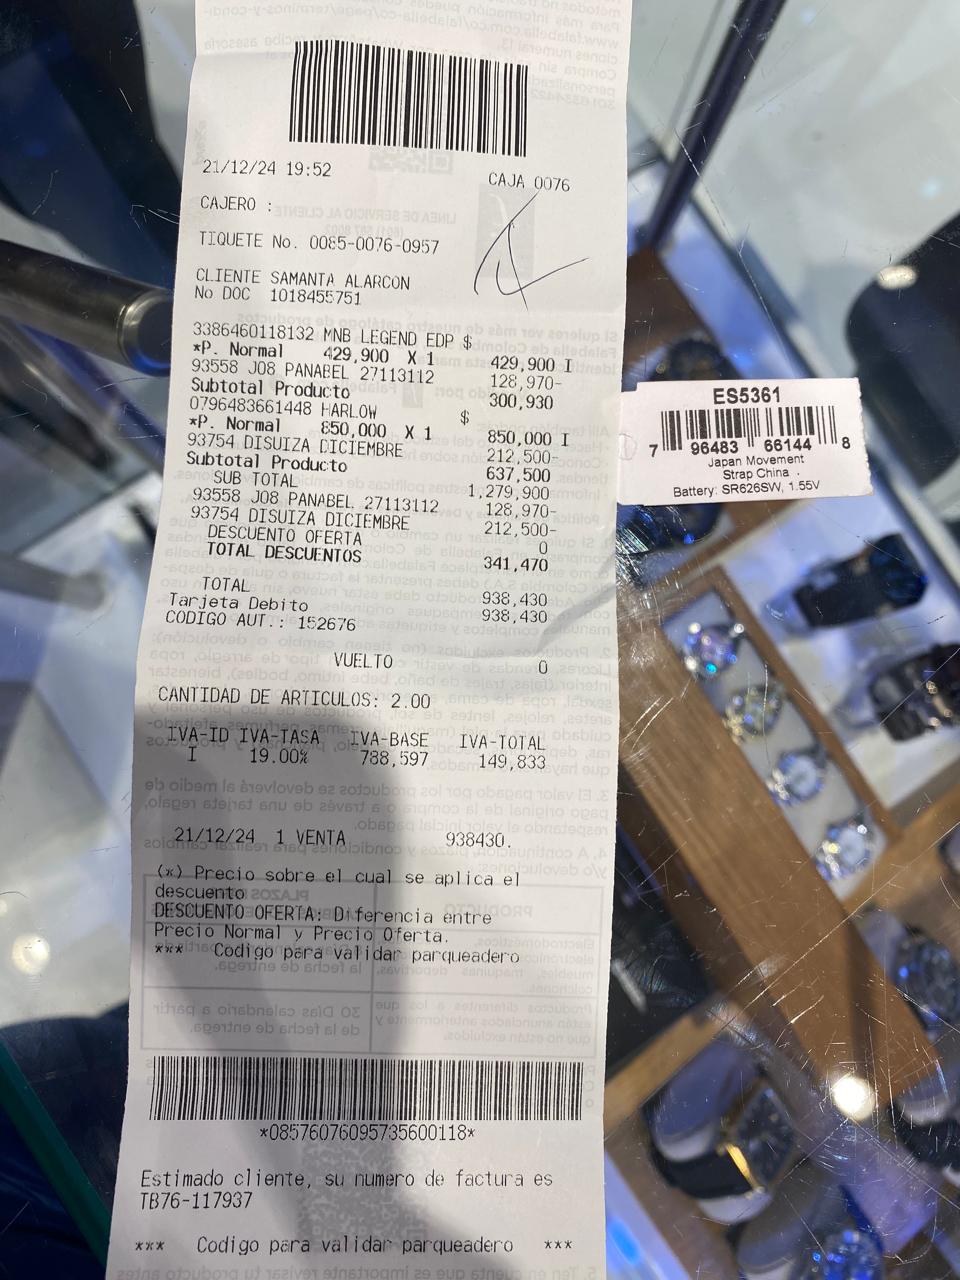 21/12/24 19:52 CAJA 0076
CAJERO :
TIQUETE No. 0085-0076-0957
CLIENTE SAMANTA ALARCON
No DOC 1018455751
3386460118132 MNB LEGEND EDP $
*P. Normal 429,900 X 1 429,900 I
93558 J08 PANABEL 27113112 128,970-
Subtotal Producto 300,930
0796483661448 HARLOW $
*P. Normal 850,000 X 1 850,000 I
93754 DISUIZA DICIEMBRE 212,500-
Subtotal Producto 637,500
SUB TOTAL 1,279,900
93558 J08 PANABEL 27113112 128,970-
93754 DISUIZA DICIEMBRE 212,500-
DESCUENTO OFERTA 0
TOTAL DESCUENTOS 341,470
TOTAL 938,430
Tarjeta Debito 938,430
CODIGO AUT.: 152676
VUELTO 0
CANTIDAD DE ARTICULOS: 2.00
IVA-ID IVA-TASA IVA-BASE IVA-TOTAL
I 19.00% 788,597 149,833
21/12/24 1 VENTA 938430.
(x) Precio sobre el cual se aplica el
descuento
DESCUENTO OFERTA: Diferencia entre
Precio Normal y Precio Oferta.
*** Codigo para validar parqueadero
*08576076095735600118*
Estimado cliente, su numero de factura es
TB76-117937
*** Codigo para validar parqueadero ***
ES5361
7 96483 66144 8
Japan Movement
Strap China
Battery: SR626SW, 1.55V